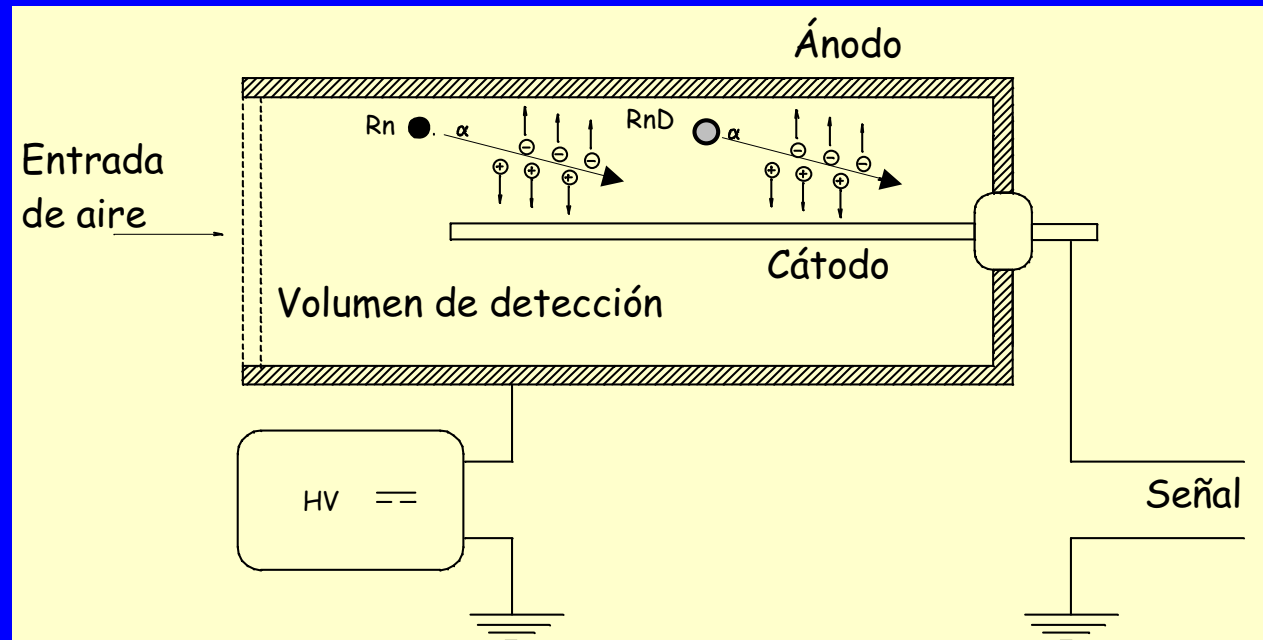 Ánodo
Rn α
RnD α
Entrada
de aire
Cátodo
Volumen de detección
HV
Señal